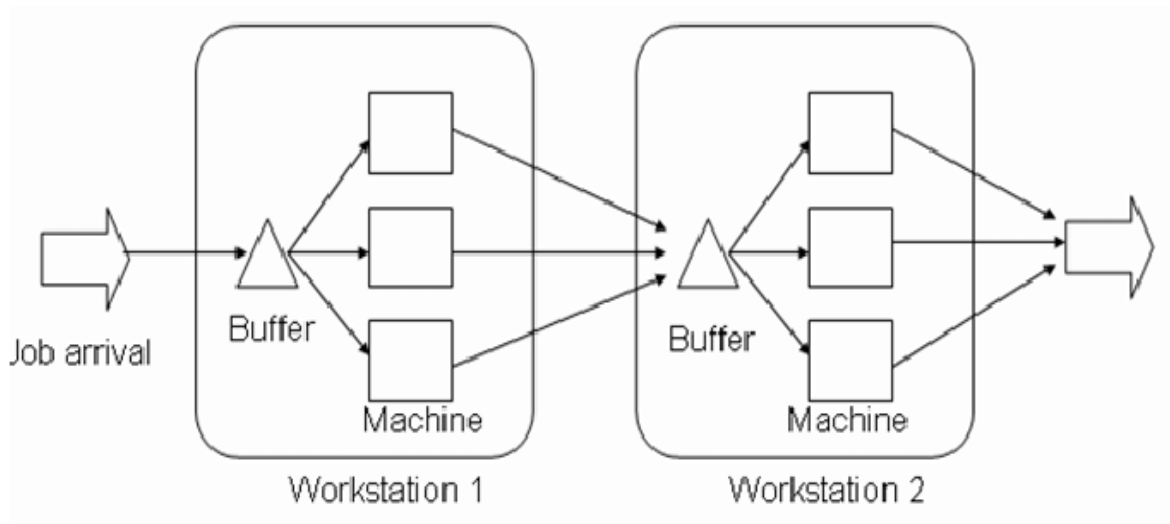 Job arrival
Buffer
Machine
Workstation 1
Buffer
Machine
Workstation 2